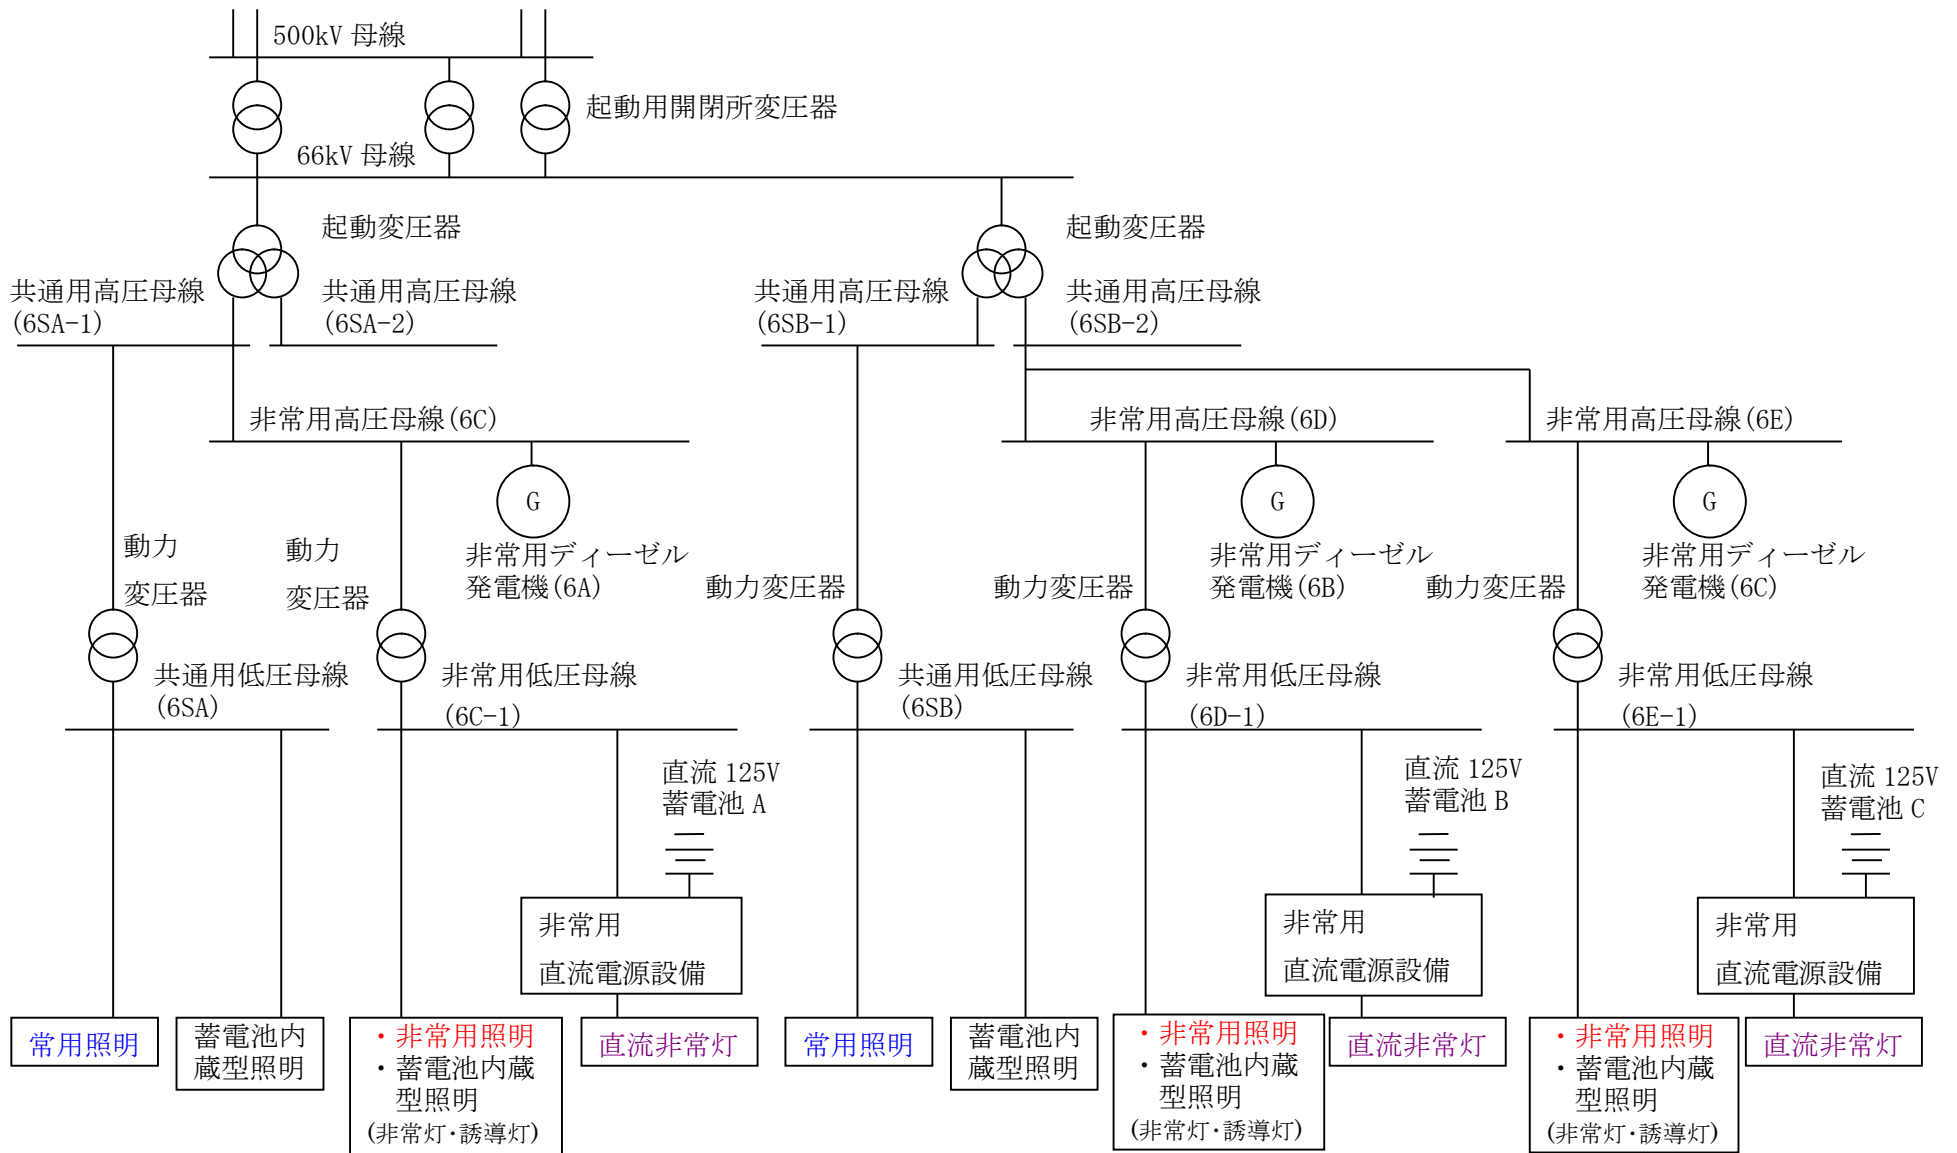 500kV 母線
起動用開閉所変圧器
66kV 母線
起動変圧器
起動変圧器
共通用高圧母線
(6SA-1)
共通用高圧母線
(6SA-2)
共通用高圧母線
(6SB-1)
共通用高圧母線
(6SB-2)
非常用高圧母線(6C)
非常用高圧母線(6D)
非常用高圧母線(6E)
G
G
G
動力
変圧器
動力
変圧器
非常用ディーゼル
発電機(6A)
動力変圧器
動力変圧器
非常用ディーゼル
発電機(6B)
動力変圧器
非常用ディーゼル
発電機(6C)
共通用低圧母線
(6SA)
非常用低圧母線
(6C-1)
共通用低圧母線
(6SB)
非常用低圧母線
(6D-1)
非常用低圧母線
(6E-1)
直流 125V
蓄電池 A
直流 125V
蓄電池 B
直流 125V
蓄電池 C
非常用
直流電源設備
非常用
直流電源設備
非常用
直流電源設備
常用照明
蓄電池内
蔵型照明
・非常用照明
・蓄電池内蔵
型照明
(非常灯・誘導灯)
直流非常灯
常用照明
蓄電池内
蔵型照明
・非常用照明
・蓄電池内蔵
型照明
(非常灯・誘導灯)
直流非常灯
・非常用照明
・蓄電池内蔵
型照明
(非常灯・誘導灯)
直流非常灯